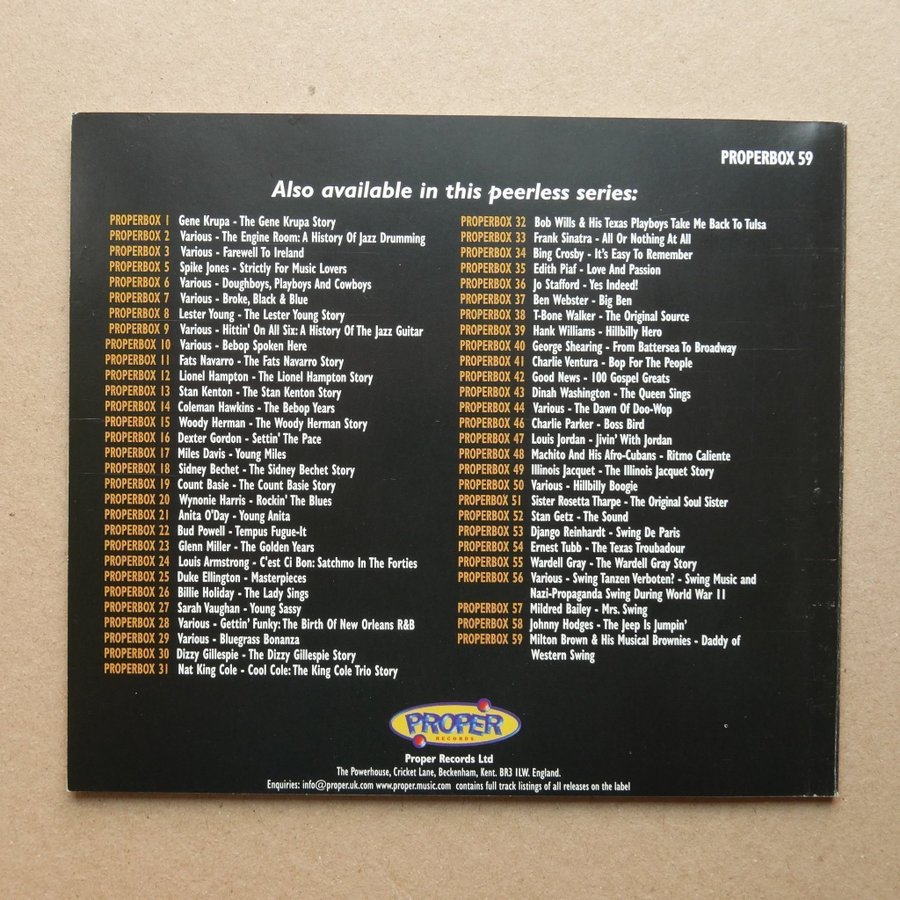 PROPERBOX 59
Also available in this peerless series:
PROPERBOX 1 Gene Krupa - The Gene Krupa Story
PROPERBOX 2 Various - The Engine Room: A History Of Jazz Drumming
PROPERBOX 3 Various - Farewell To Ireland
PROPERBOX 5 Spike Jones - Strictly For Music Lovers
PROPERBOX 6 Various - Doughboys, Playboys And Cowboys
PROPERBOX 7 Various - Broke, Black & Blue
PROPERBOX 8 Lester Young - The Lester Young Story
PROPERBOX 9 Various - Hittin' On All Six: A History Of The Jazz Guitar
PROPERBOX 10 Various - Bebop Spoken Here
PROPERBOX 11 Fats Navarro - The Fats Navarro Story
PROPERBOX 12 Lionel Hampton - The Lionel Hampton Story
PROPERBOX 13 Stan Kenton - The Stan Kenton Story
PROPERBOX 14 Coleman Hawkins - The Bebop Years
PROPERBOX 15 Woody Herman - The Woody Herman Story
PROPERBOX 16 Dexter Gordon - Settin' The Pace
PROPERBOX 17 Miles Davis - Young Miles
PROPERBOX 18 Sidney Bechet - The Sidney Bechet Story
PROPERBOX 19 Count Basie - The Count Basie Story
PROPERBOX 20 Wynonie Harris - Rockin' The Blues
PROPERBOX 21 Anita O'Day - Young Anita
PROPERBOX 22 Bud Powell - Tempus Fugue-It
PROPERBOX 23 Glenn Miller - The Golden Years
PROPERBOX 24 Louis Armstrong - C'est Ci Bon: Satchmo In The Forties
PROPERBOX 25 Duke Ellington - Masterpieces
PROPERBOX 26 Billie Holiday - The Lady Sings
PROPERBOX 27 Sarah Vaughan - Young Sassy
PROPERBOX 28 Various - Gettin' Funky: The Birth Of New Orleans R&B
PROPERBOX 29 Various - Bluegrass Bonanza
PROPERBOX 30 Dizzy Gillespie - The Dizzy Gillespie Story
PROPERBOX 31 Nat King Cole - Cool Cole: The King Cole Trio Story
PROPERBOX 32 Bob Wills & His Texas Playboys Take Me Back To Tulsa
PROPERBOX 33 Frank Sinatra - All Or Nothing At All
PROPERBOX 34 Bing Crosby - It's Easy To Remember
PROPERBOX 35 Edith Piaf - Love And Passion
PROPERBOX 36 Jo Stafford - Yes Indeed!
PROPERBOX 37 Ben Webster - Big Ben
PROPERBOX 38 T-Bone Walker - The Original Source
PROPERBOX 39 Hank Williams - Hillbilly Hero
PROPERBOX 40 George Shearing - From Battersea To Broadway
PROPERBOX 41 Charlie Ventura - Bop For The People
PROPERBOX 42 Good News - 100 Gospel Greats
PROPERBOX 43 Dinah Washington - The Queen Sings
PROPERBOX 44 Various - The Dawn Of Doo-Wop
PROPERBOX 46 Charlie Parker - Boss Bird
PROPERBOX 47 Louis Jordan - Jivin' With Jordan
PROPERBOX 48 Machito And His Afro-Cubans - Ritmo Caliente
PROPERBOX 49 Illinois Jacquet - The Illinois Jacquet Story
PROPERBOX 50 Various - Hillbilly Boogie
PROPERBOX 51 Sister Rosetta Tharpe - The Original Soul Sister
PROPERBOX 52 Stan Getz - The Sound
PROPERBOX 53 Django Reinhardt - Swing De Paris
PROPERBOX 54 Ernest Tubb - The Texas Troubadour
PROPERBOX 55 Wardell Gray - The Wardell Gray Story
PROPERBOX 56 Various - Swing Tanzen Verboten? - Swing Music and
Nazi-Propaganda Swing During World War II
PROPERBOX 57 Mildred Bailey - Mrs. Swing
PROPERBOX 58 Johnny Hodges - The Jeep Is Jumpin'
PROPERBOX 59 Milton Brown & His Musical Brownies - Daddy of
Western Swing
PROPER
RECORDS
Proper Records Ltd
The Powerhouse, Cricket Lane, Beckenham, Kent. BR3 1LW. England.
Enquiries: info@proper.uk.com www.proper.music.com contains full track listings of all releases on the label